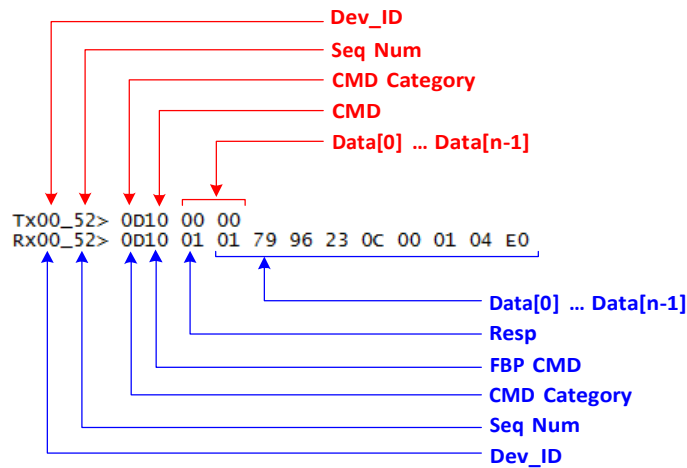 Dev_ID
Seq Num
CMD Category
CMD
Data[0] … Data[n-1]
Tx00_52> 0D10 00 00
Rx00_52> 0D10 01 01 79 96 23 0C 00 01 04 E0
Data[0] … Data[n-1]
Resp
FBP CMD
CMD Category
Seq Num
Dev_ID